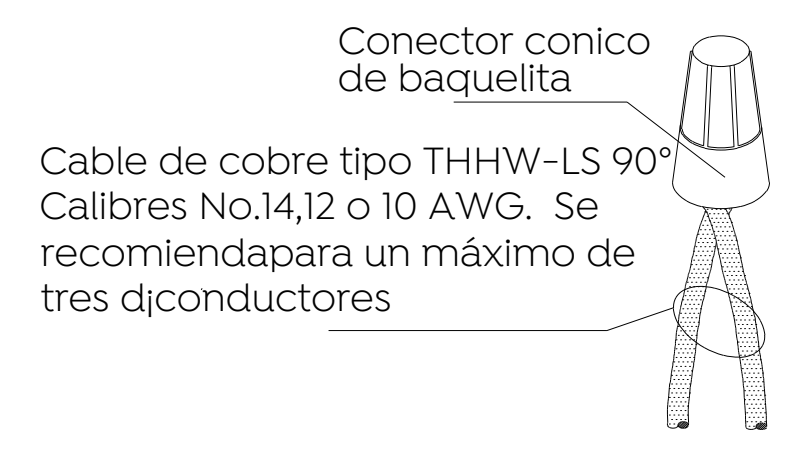 Conector conico
de baquelita
Cable de cobre tipo THHW-LS 90°
Calibres No.14,12 o 10 AWG. Se
recomiendapara un máximo de
tres d¡conductores